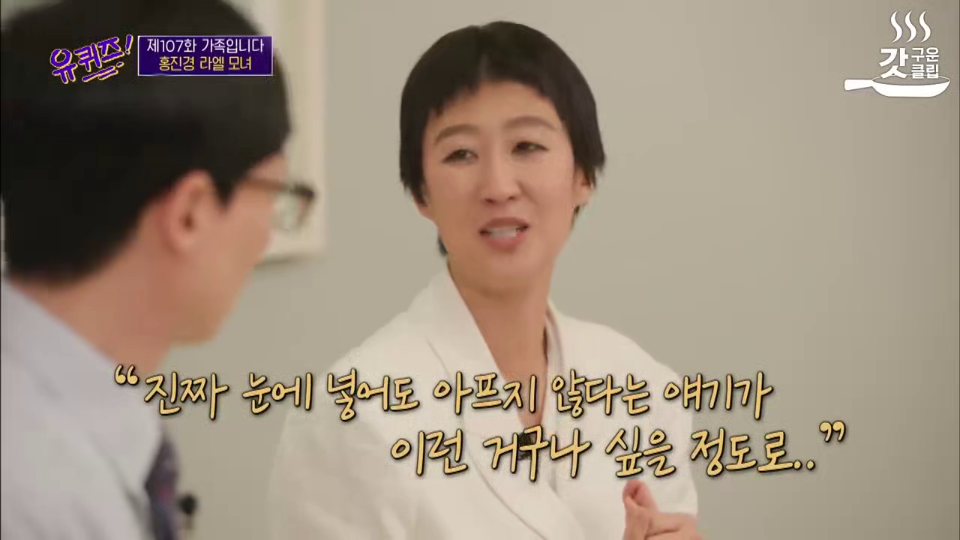 유퀴즈!
제107화 가족입니다
홍진경 라엘 모녀
갓구운클립
“진짜 눈에 넣어도 아프지 않다는 얘기가
이런 거구나 싶을 정도로..”